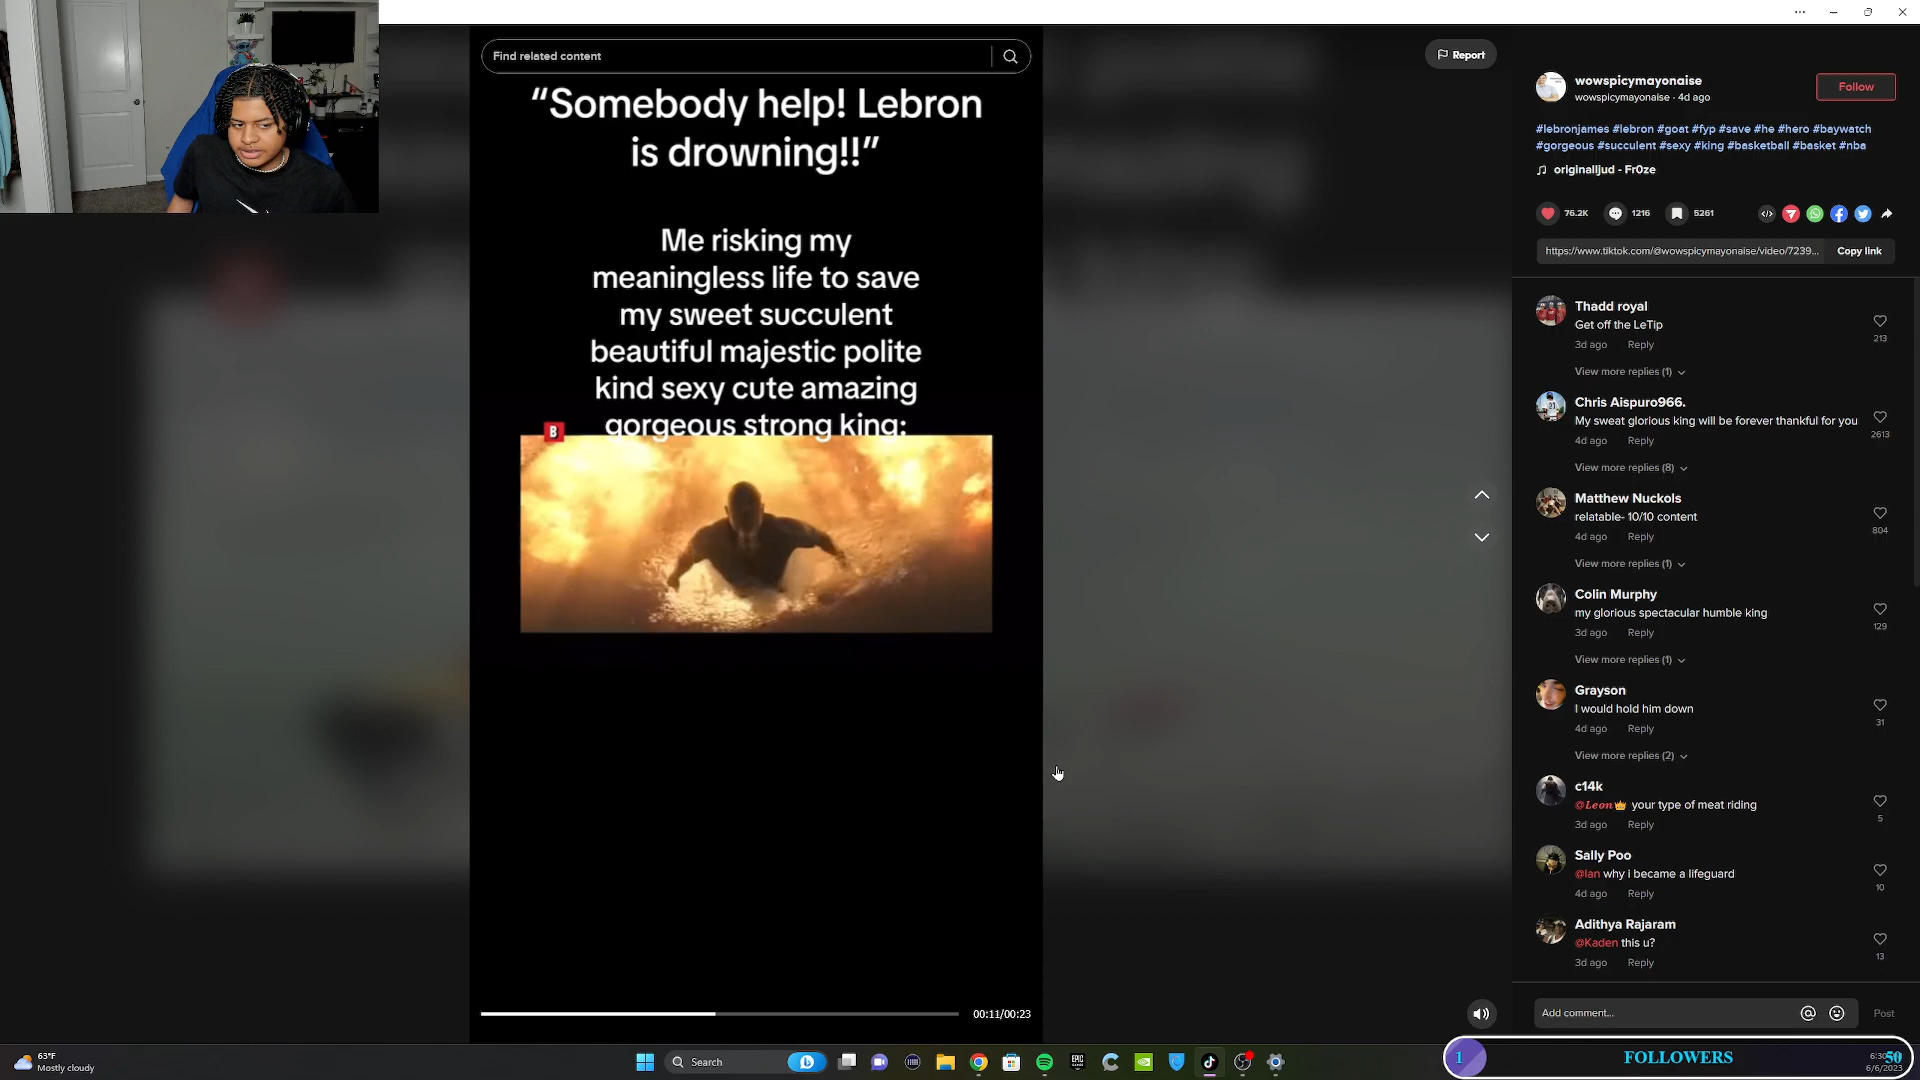 Find related content
Report
“Somebody help! Lebron
is drowning!!”
Me risking my
meaningless life to save
my sweet succulent
beautiful majestic polite
kind sexy cute amazing
gorgeous strong king:
B
00:11/00:23
wowspicymayonaise
wowspicymayonaise · 4d ago
Follow
#lebronjames #lebron #goat #fyp #save #he #hero #baywatch
#gorgeous #succulent #sexy #king #basketball #basket #nba
originalljud - Fr0ze
76.2K
1216
5261
https://www.tiktok.com/@wowspicymayonaise/video/7239...
Copy link
Thadd royal
Get off the LeTip
3d ago Reply
213
View more replies (1)
Chris Aispuro966.
My sweat glorious king will be forever thankful for you
4d ago Reply
2613
View more replies (8)
Matthew Nuckols
relatable- 10/10 content
4d ago Reply
804
View more replies (1)
Colin Murphy
my glorious spectacular humble king
3d ago Reply
129
View more replies (1)
Grayson
I would hold him down
4d ago Reply
31
View more replies (2)
c14k
@Leon👑 your type of meat riding
3d ago Reply
5
Sally Poo
@Ian why i became a lifeguard
4d ago Reply
10
Adithya Rajaram
@Kaden this u?
3d ago Reply
13
Add comment...
Post
63°F
Mostly cloudy
Search
EPIC
1 FOLLOWERS 50
6/6/2023